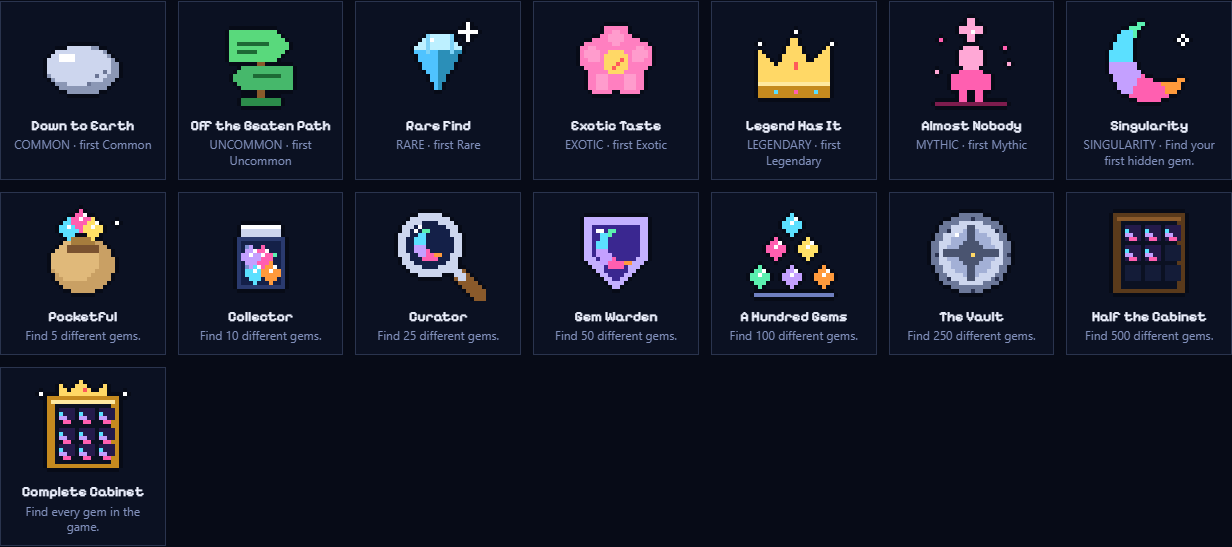 Down to Earth
COMMON · first Common
Off the Beaten Path
UNCOMMON · first
Uncommon
Rare Find
RARE · first Rare
Exotic Taste
EXOTIC · first Exotic
Legend Has It
LEGENDARY · first
Legendary
Almost Nobody
MYTHIC · first Mythic
Singularity
SINGULARITY · Find your
first hidden gem.
Pocketful
Find 5 different gems.
Collector
Find 10 different gems.
Curator
Find 25 different gems.
Gem Warden
Find 50 different gems.
A Hundred Gems
Find 100 different gems.
The Vault
Find 250 different gems.
Half the Cabinet
Find 500 different gems.
Complete Cabinet
Find every gem in the
game.